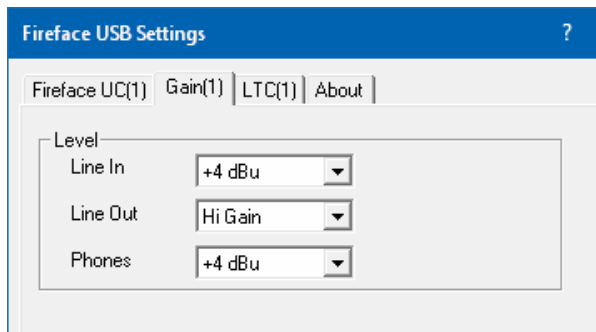 Fireface USB Settings ?
Fireface UC(1) Gain(1) LTC(1) About
Level
Line In +4 dBu
Line Out Hi Gain
Phones +4 dBu